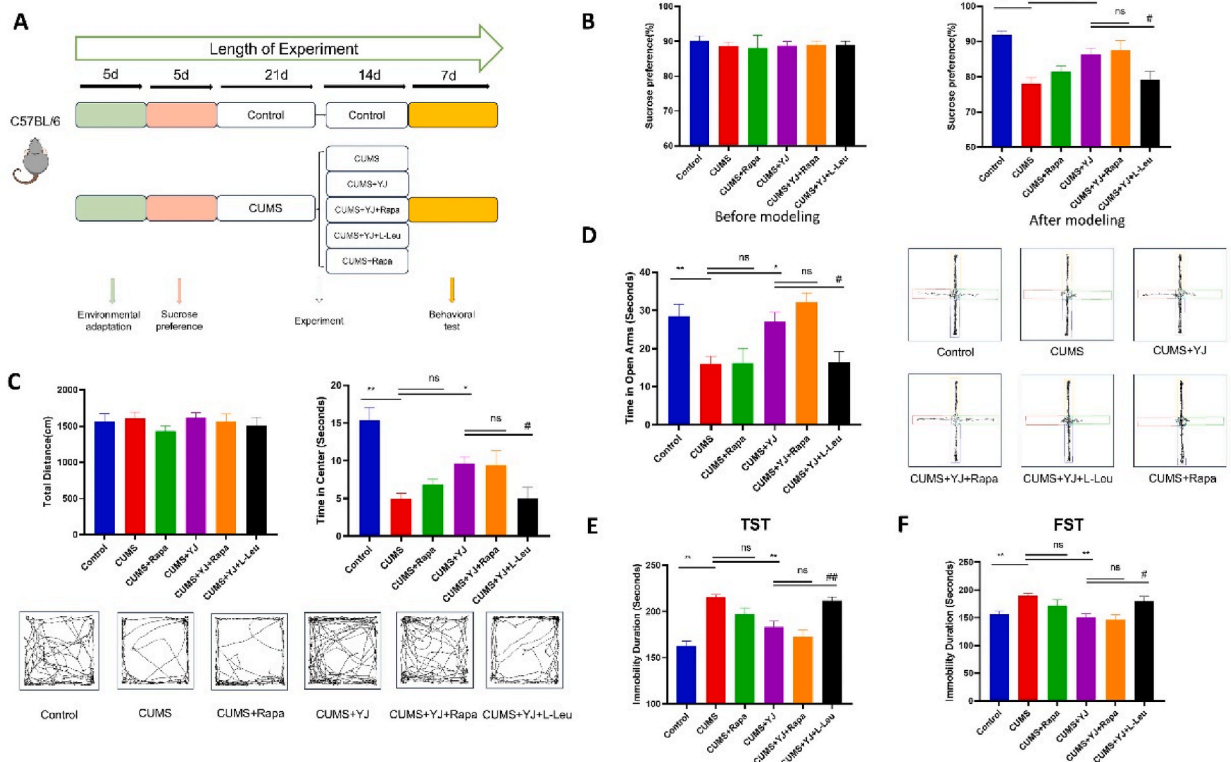 A
Length of Experiment
5d 5d 21d 14d 7d
C57BL/6
Control Control
CUMS
CUMS+YJ
CUMS CUMS+YJ+Rapa
CUMS+YJ+L-Leu
CUMS+Rapa
Environmental adaptation
Sucrose preference
Experiment
Behavioral test
B
Sucrose preference(%)
100
90
80
70
60
Control
CUMS
CUMS+Rapa
CUMS+YJ
CUMS+YJ+Rapa
CUMS+YJ+L-Leu
Before modeling
Sucrose preference(%)
ns
#
100
90
80
70
60
Control
CUMS
CUMS+Rapa
CUMS+YJ
CUMS+YJ+Rapa
CUMS+YJ+L-Leu
After modeling
C
Total Distance(cm)
2000
1500
1000
500
0
Control
CUMS
CUMS+Rapa
CUMS+YJ
CUMS+YJ+Rapa
CUMS+YJ+L-Leu
Time in Center (Seconds)
20
15
10
5
0
** ns * ns #
Control
CUMS
CUMS+Rapa
CUMS+YJ
CUMS+YJ+Rapa
CUMS+YJ+L-Leu
Control CUMS CUMS+Rapa CUMS+YJ CUMS+YJ+Rapa CUMS+YJ+L-Leu
D
Time in Open Arms (Seconds)
40
30
20
10
0
** ns * ns #
Control
CUMS
CUMS+Rapa
CUMS+YJ
CUMS+YJ+Rapa
CUMS+YJ+L-Leu
Control CUMS CUMS+YJ
CUMS+YJ+Rapa CUMS+YJ+L-Leu CUMS+Rapa
E
TST
Immobility Duration (Seconds)
250
200
150
100
** ns ** ns ##
Control
CUMS
CUMS+Rapa
CUMS+YJ
CUMS+YJ+Rapa
CUMS+YJ+L-Leu
F
FST
Immobility Duration (Seconds)
250
200
150
100
50
0
** ns ** ns #
Control
CUMS
CUMS+Rapa
CUMS+YJ
CUMS+YJ+Rapa
CUMS+YJ+L-Leu